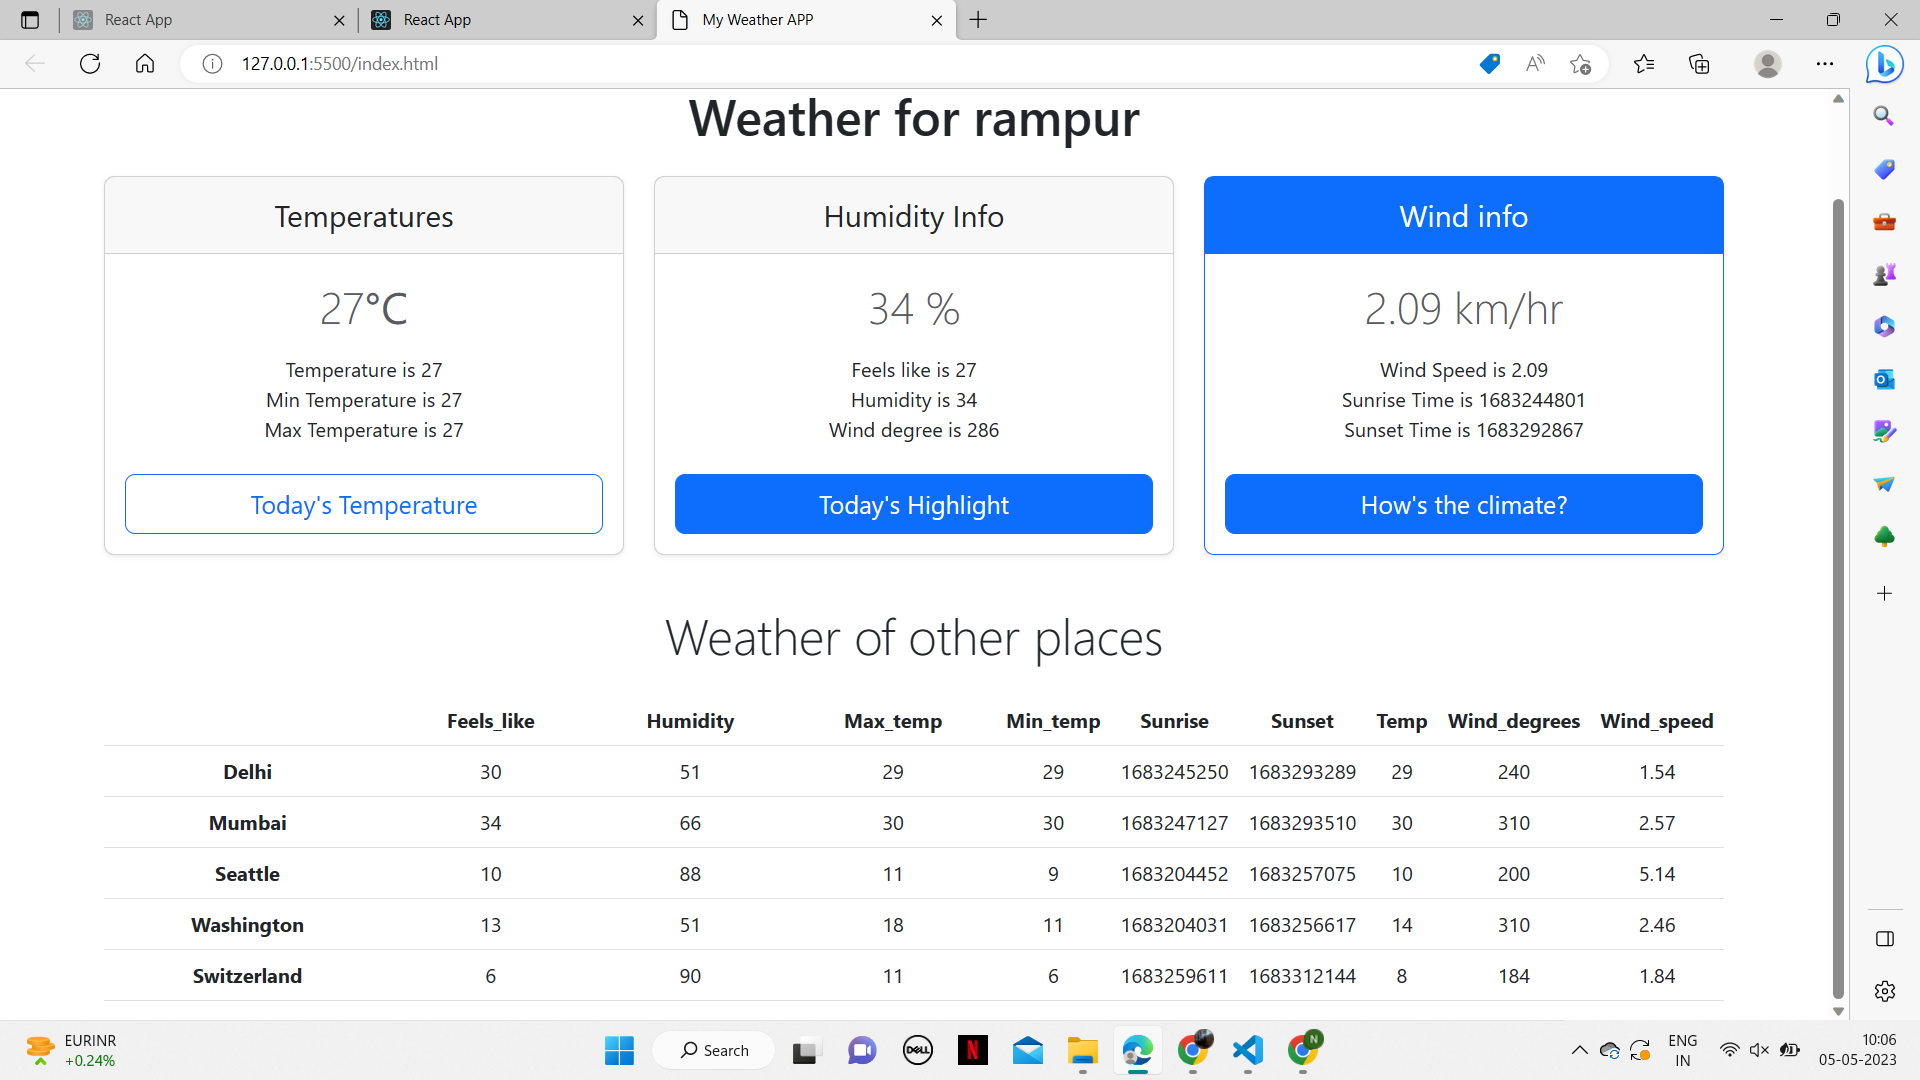 React App
React App
My Weather APP
127.0.0.1:5500/index.html
Weather for rampur
Temperatures
27°C
Temperature is 27
Min Temperature is 27
Max Temperature is 27
Today's Temperature
Humidity Info
34 %
Feels like is 27
Humidity is 34
Wind degree is 286
Today's Highlight
Wind info
2.09 km/hr
Wind Speed is 2.09
Sunrise Time is 1683244801
Sunset Time is 1683292867
How's the climate?
Weather of other places
Feels_like Humidity Max_temp Min_temp Sunrise Sunset Temp Wind_degrees Wind_speed
Delhi 30 51 29 29 1683245250 1683293289 29 240 1.54
Mumbai 34 66 30 30 1683247127 1683293510 30 310 2.57
Seattle 10 88 11 9 1683204452 1683257075 10 200 5.14
Washington 13 51 18 11 1683204031 1683256617 14 310 2.46
Switzerland 6 90 11 6 1683259611 1683312144 8 184 1.84
EURINR
+0.24%
Search
DELL
N
N
ENG
IN
10:06
05-05-2023